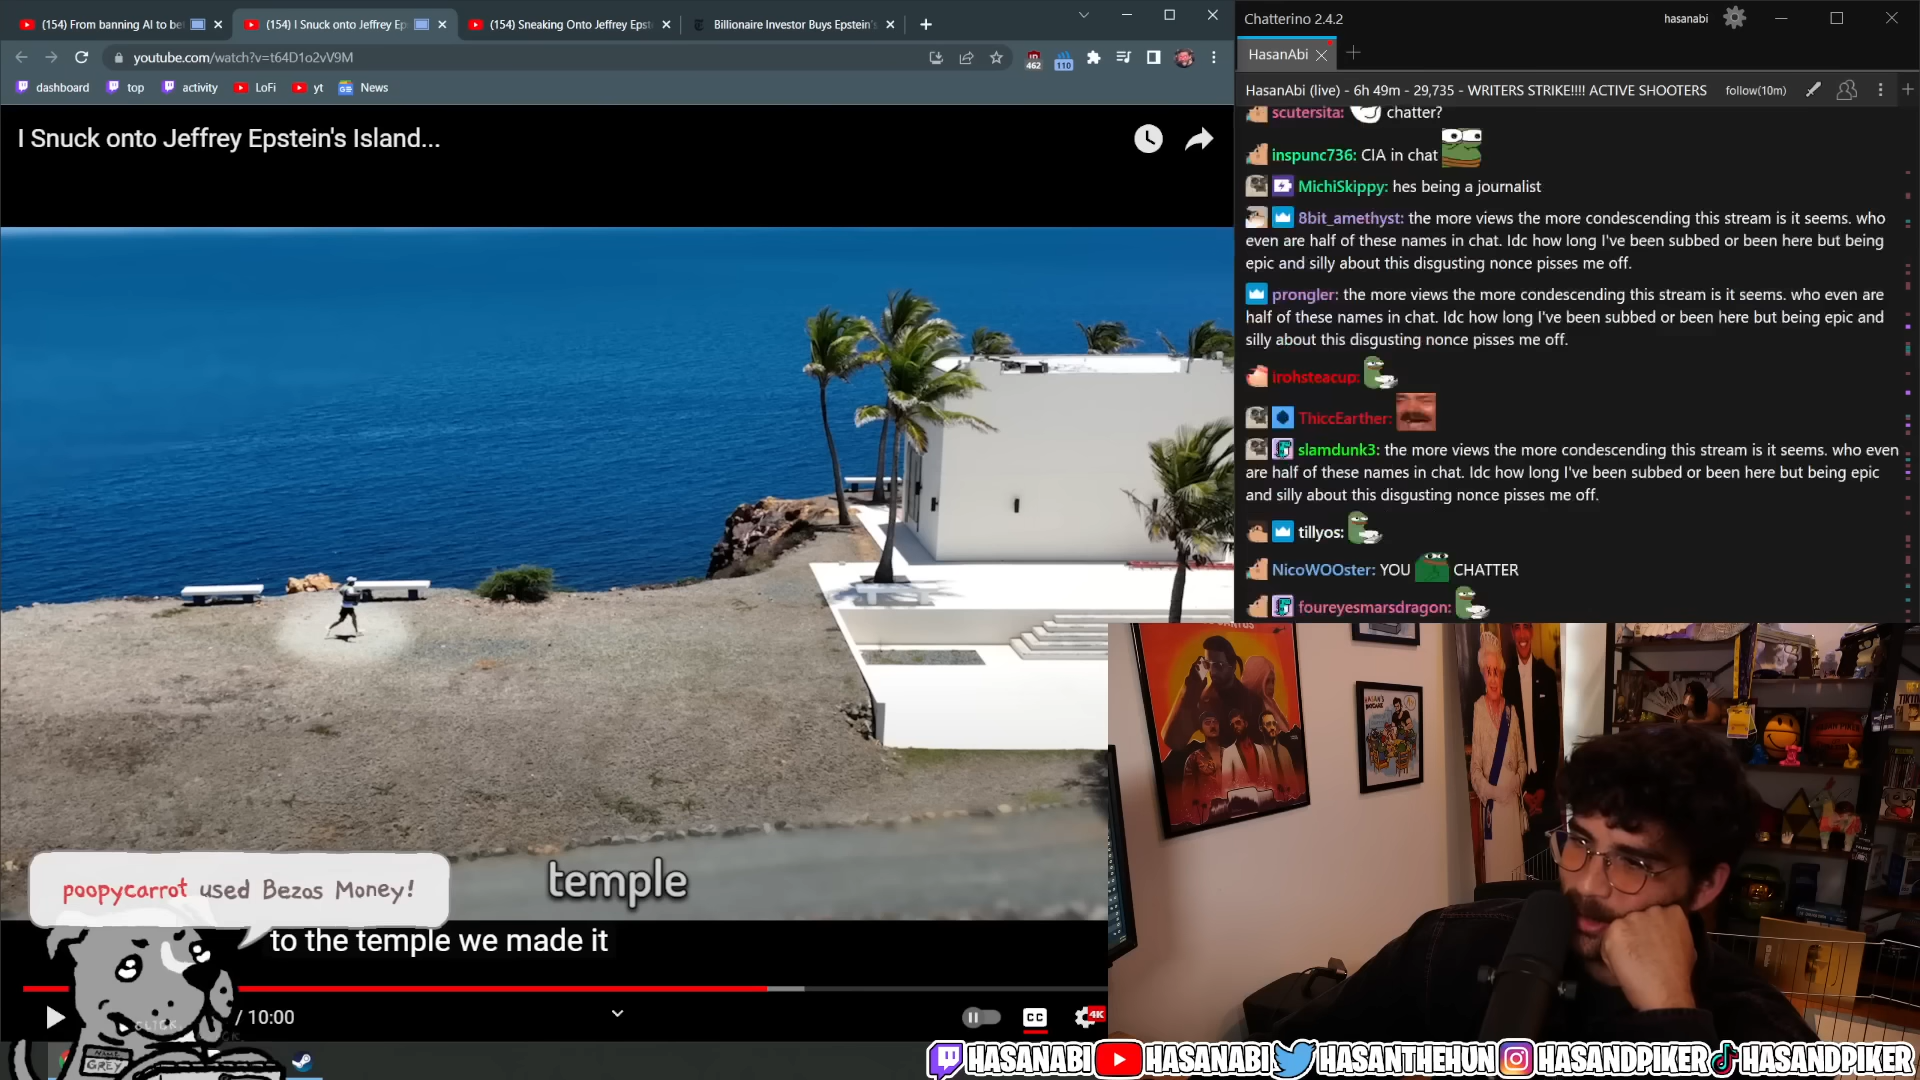 (154) From banning AI to be
(154) I Snuck onto Jeffrey Ep
(154) Sneaking Onto Jeffrey Epst
Billionaire Investor Buys Epstein's
youtube.com/watch?v=t64D1o2vV9M
462
110
dashboard
top
activity
LoFi
yt
News
I Snuck onto Jeffrey Epstein's Island...
temple
poopycarrot used Bezos Money!
to the temple we made it
/ 10:00
CC
4K
GREY
Chatterino 2.4.2
hasanabi
HasanAbi
HasanAbi (live) - 6h 49m - 29,735 - WRITERS STRIKE!!!! ACTIVE SHOOTERS
follow(10m)
scutersita: chatter?
inspunc736: CIA in chat
MichiSkippy: hes being a journalist
8bit_amethyst: the more views the more condescending this stream is it seems. who
even are half of these names in chat. Idc how long I've been subbed or been here but being
epic and silly about this disgusting nonce pisses me off.
prongler: the more views the more condescending this stream is it seems. who even are
half of these names in chat. Idc how long I've been subbed or been here but being epic and
silly about this disgusting nonce pisses me off.
irohsteacup:
ThiccEarther:
slamdunk3: the more views the more condescending this stream is it seems. who even
are half of these names in chat. Idc how long I've been subbed or been here but being epic
and silly about this disgusting nonce pisses me off.
tillyos:
NicoWOOster: YOU CHATTER
foureyesmarsdragon:
HASANABI
HASANABI
HASANTHEHUN
HASANDPIKER
HASANDPIKER